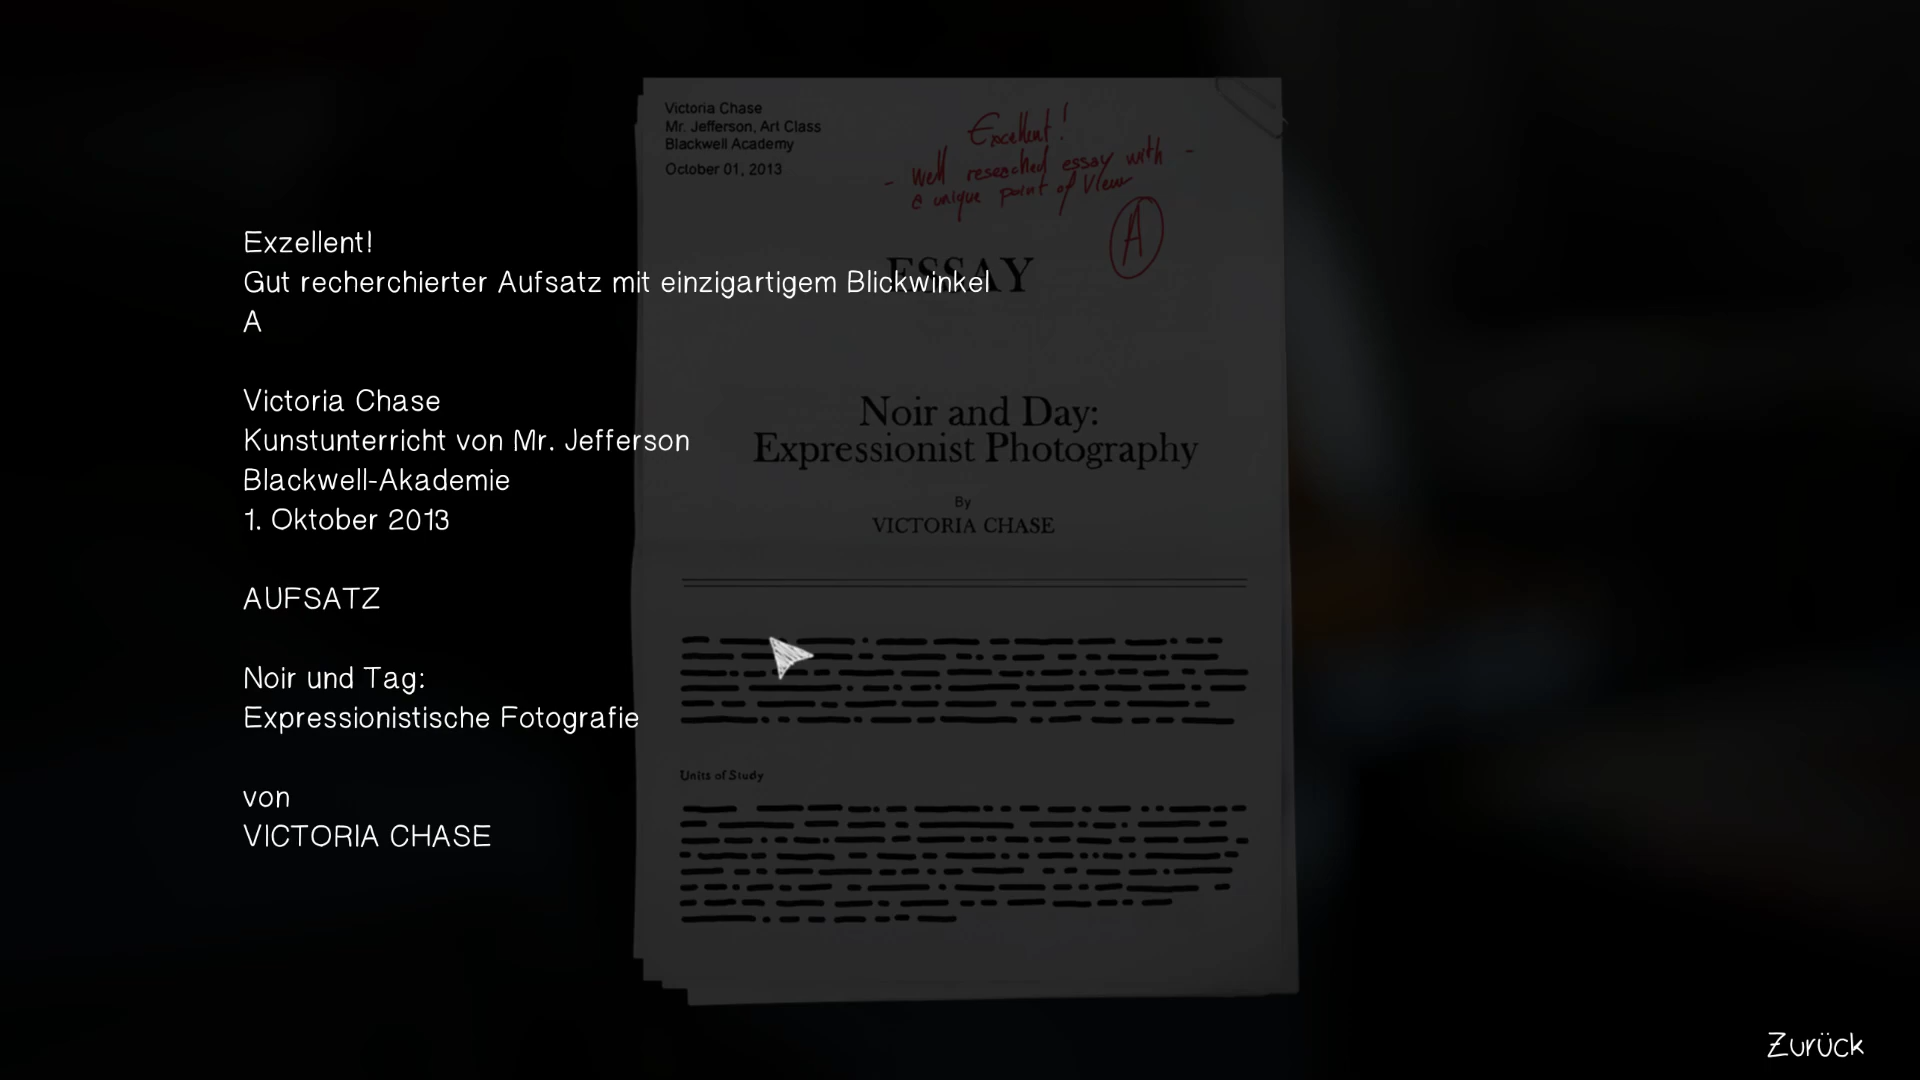 Victoria Chase
Mr. Jefferson, Art Class
Blackwell Academy
October 01, 2013
Excellent!
- Well reseached essay with -
a unique point of View
A
ESSAY
Noir and Day:
Expressionist Photography
By
VICTORIA CHASE
Units of Study
Exzellent!
Gut recherchierter Aufsatz mit einzigartigem Blickwinkel
A
Victoria Chase
Kunstunterricht von Mr. Jefferson
Blackwell-Akademie
1. Oktober 2013
AUFSATZ
Noir und Tag:
Expressionistische Fotografie
von
VICTORIA CHASE
Zurück